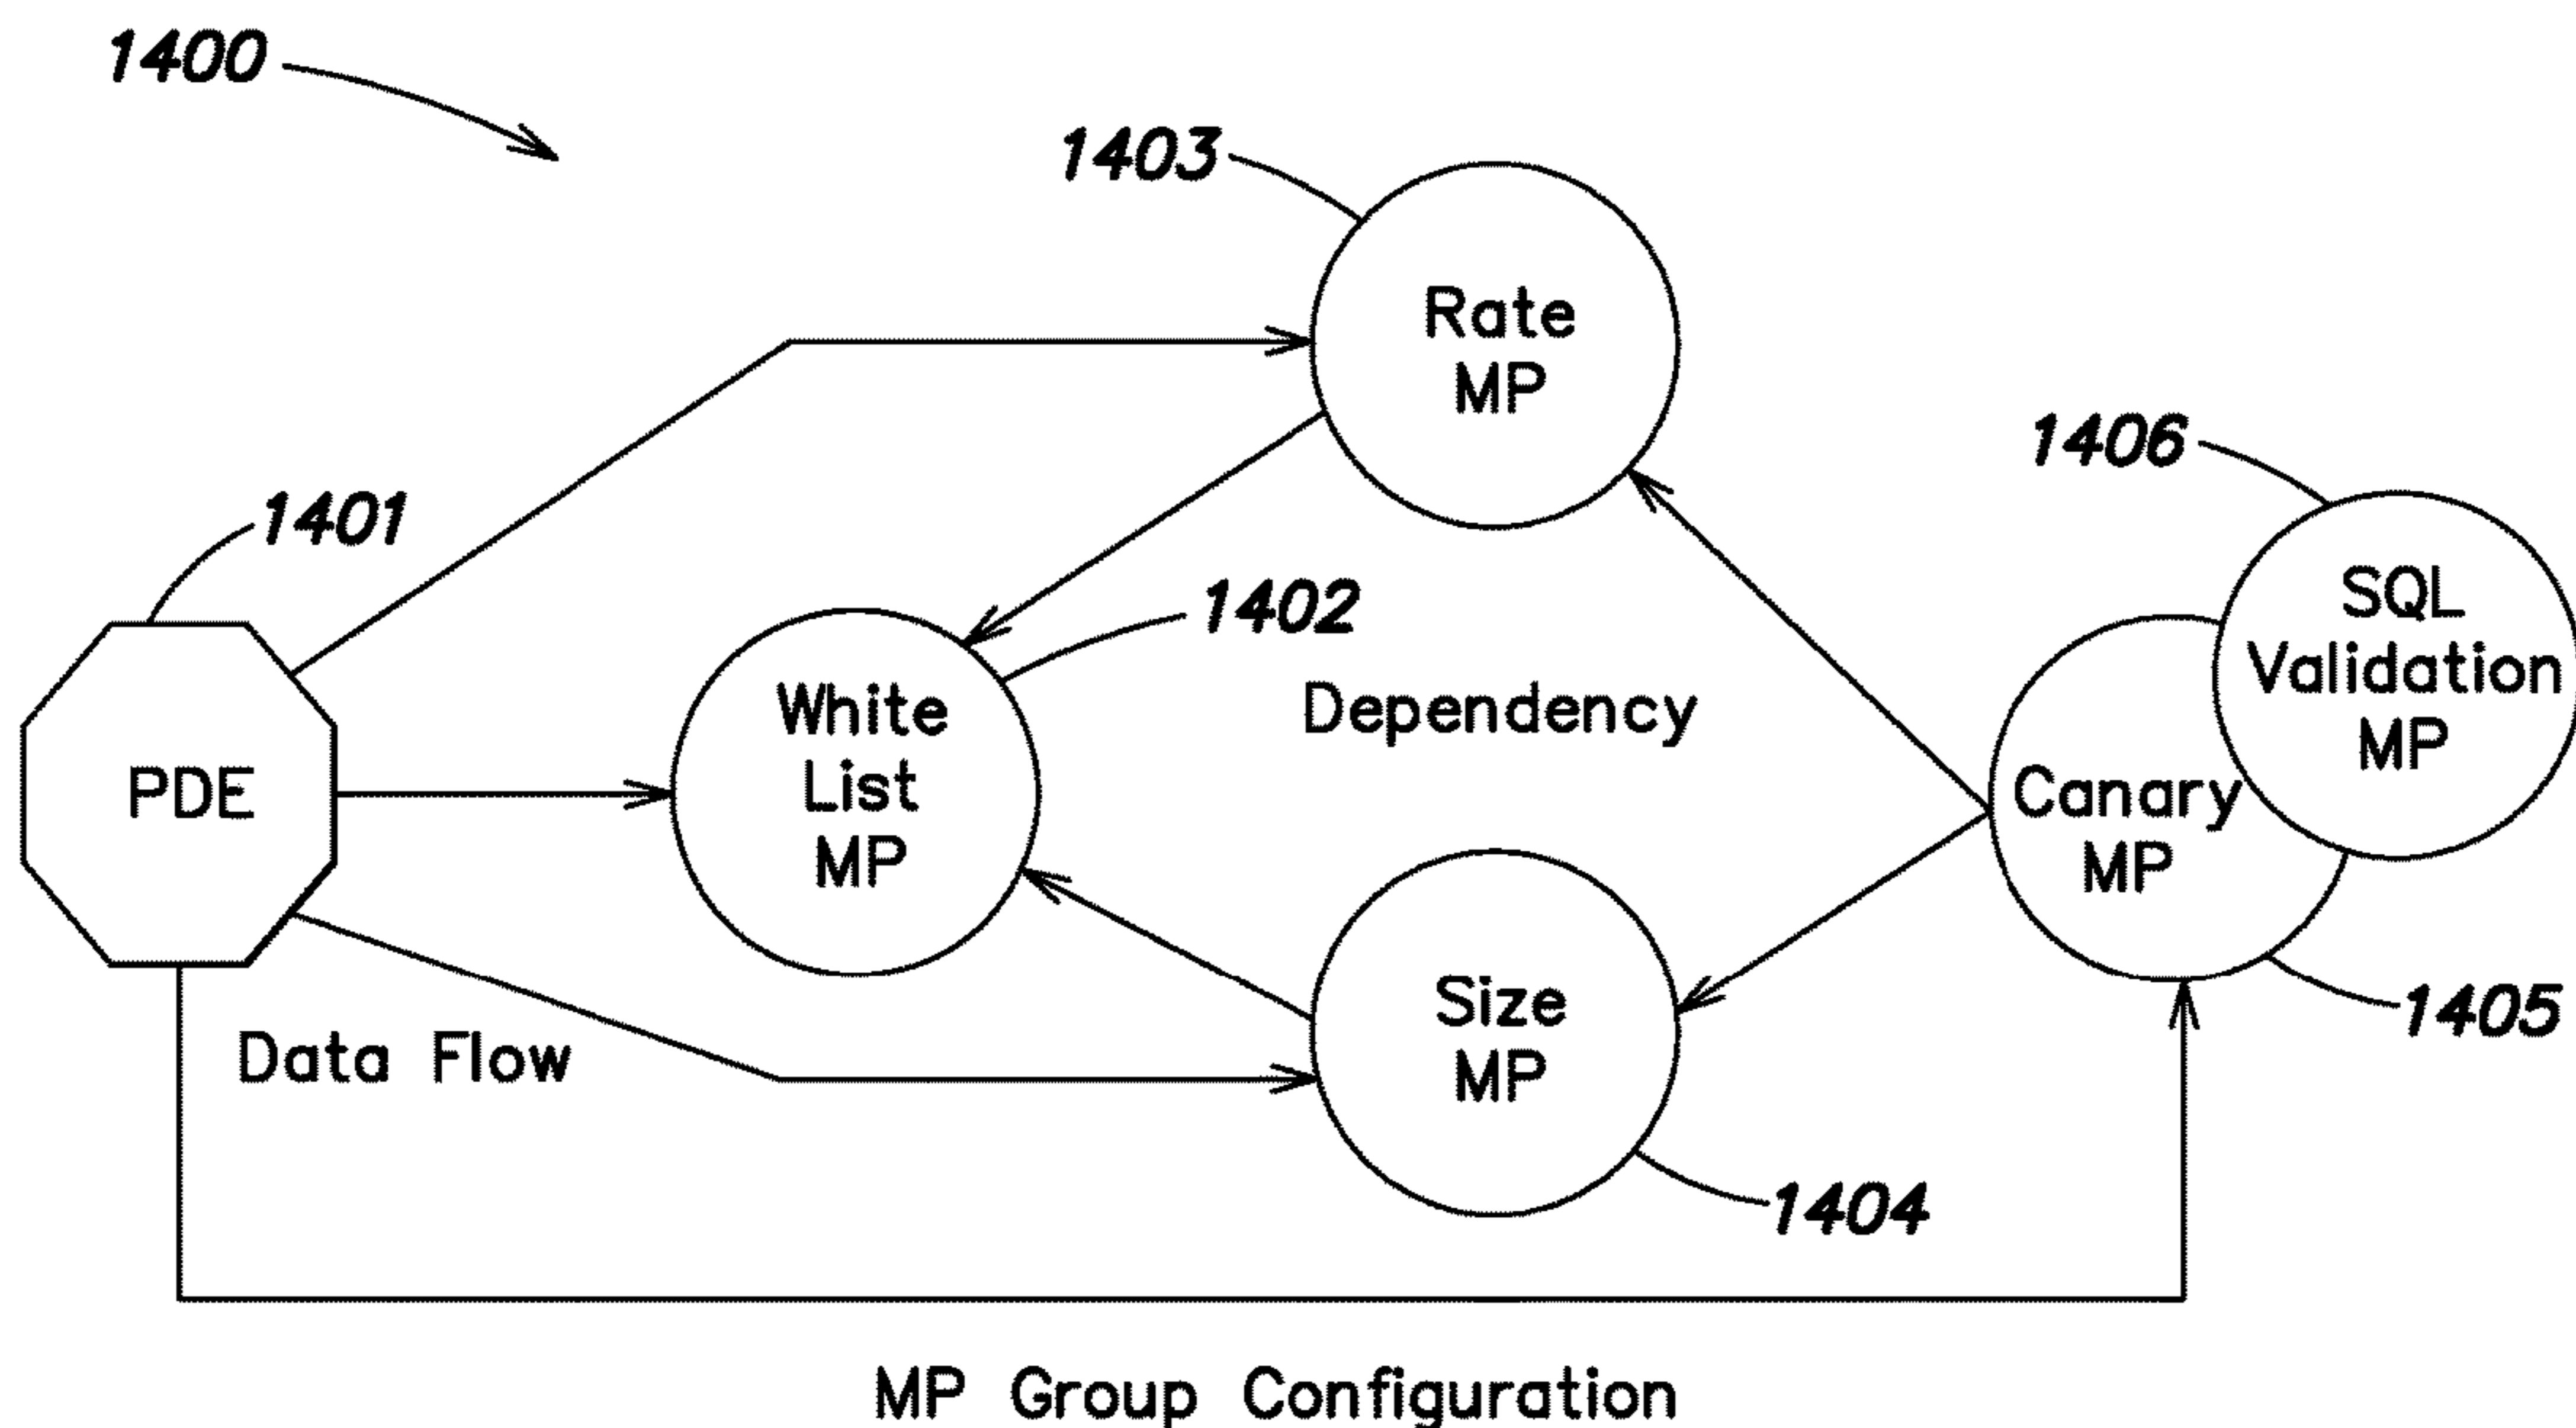 1400
1403
Rate
MP
1406
1401
SQL
Validation
MP
1402
White
List
MP
Dependency
PDE
Canary
MP
Size
MP
1405
Data Flow
1404
MP Group Configuration